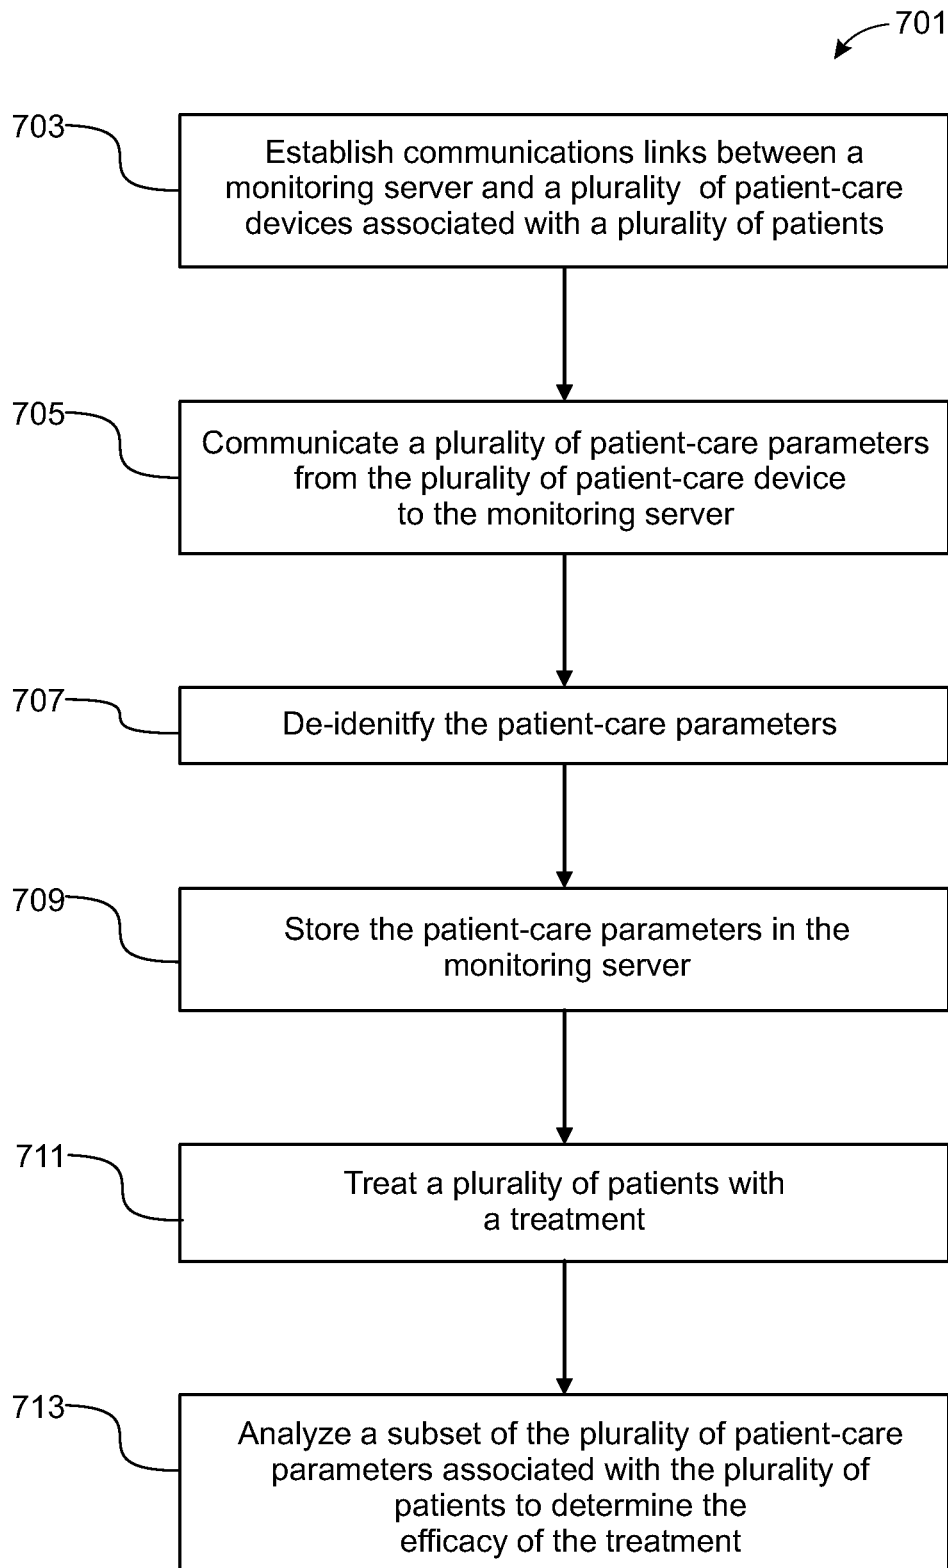 701
703
Establish communications links between a
monitoring server and a plurality of patient-care
devices associated with a plurality of patients
705
Communicate a plurality of patient-care parameters
from the plurality of patient-care device
to the monitoring server
707
De-idenitfy the patient-care parameters
709
Store the patient-care parameters in the
monitoring server
711
Treat a plurality of patients with
a treatment
713
Analyze a subset of the plurality of patient-care
parameters associated with the plurality of
patients to determine the
efficacy of the treatment